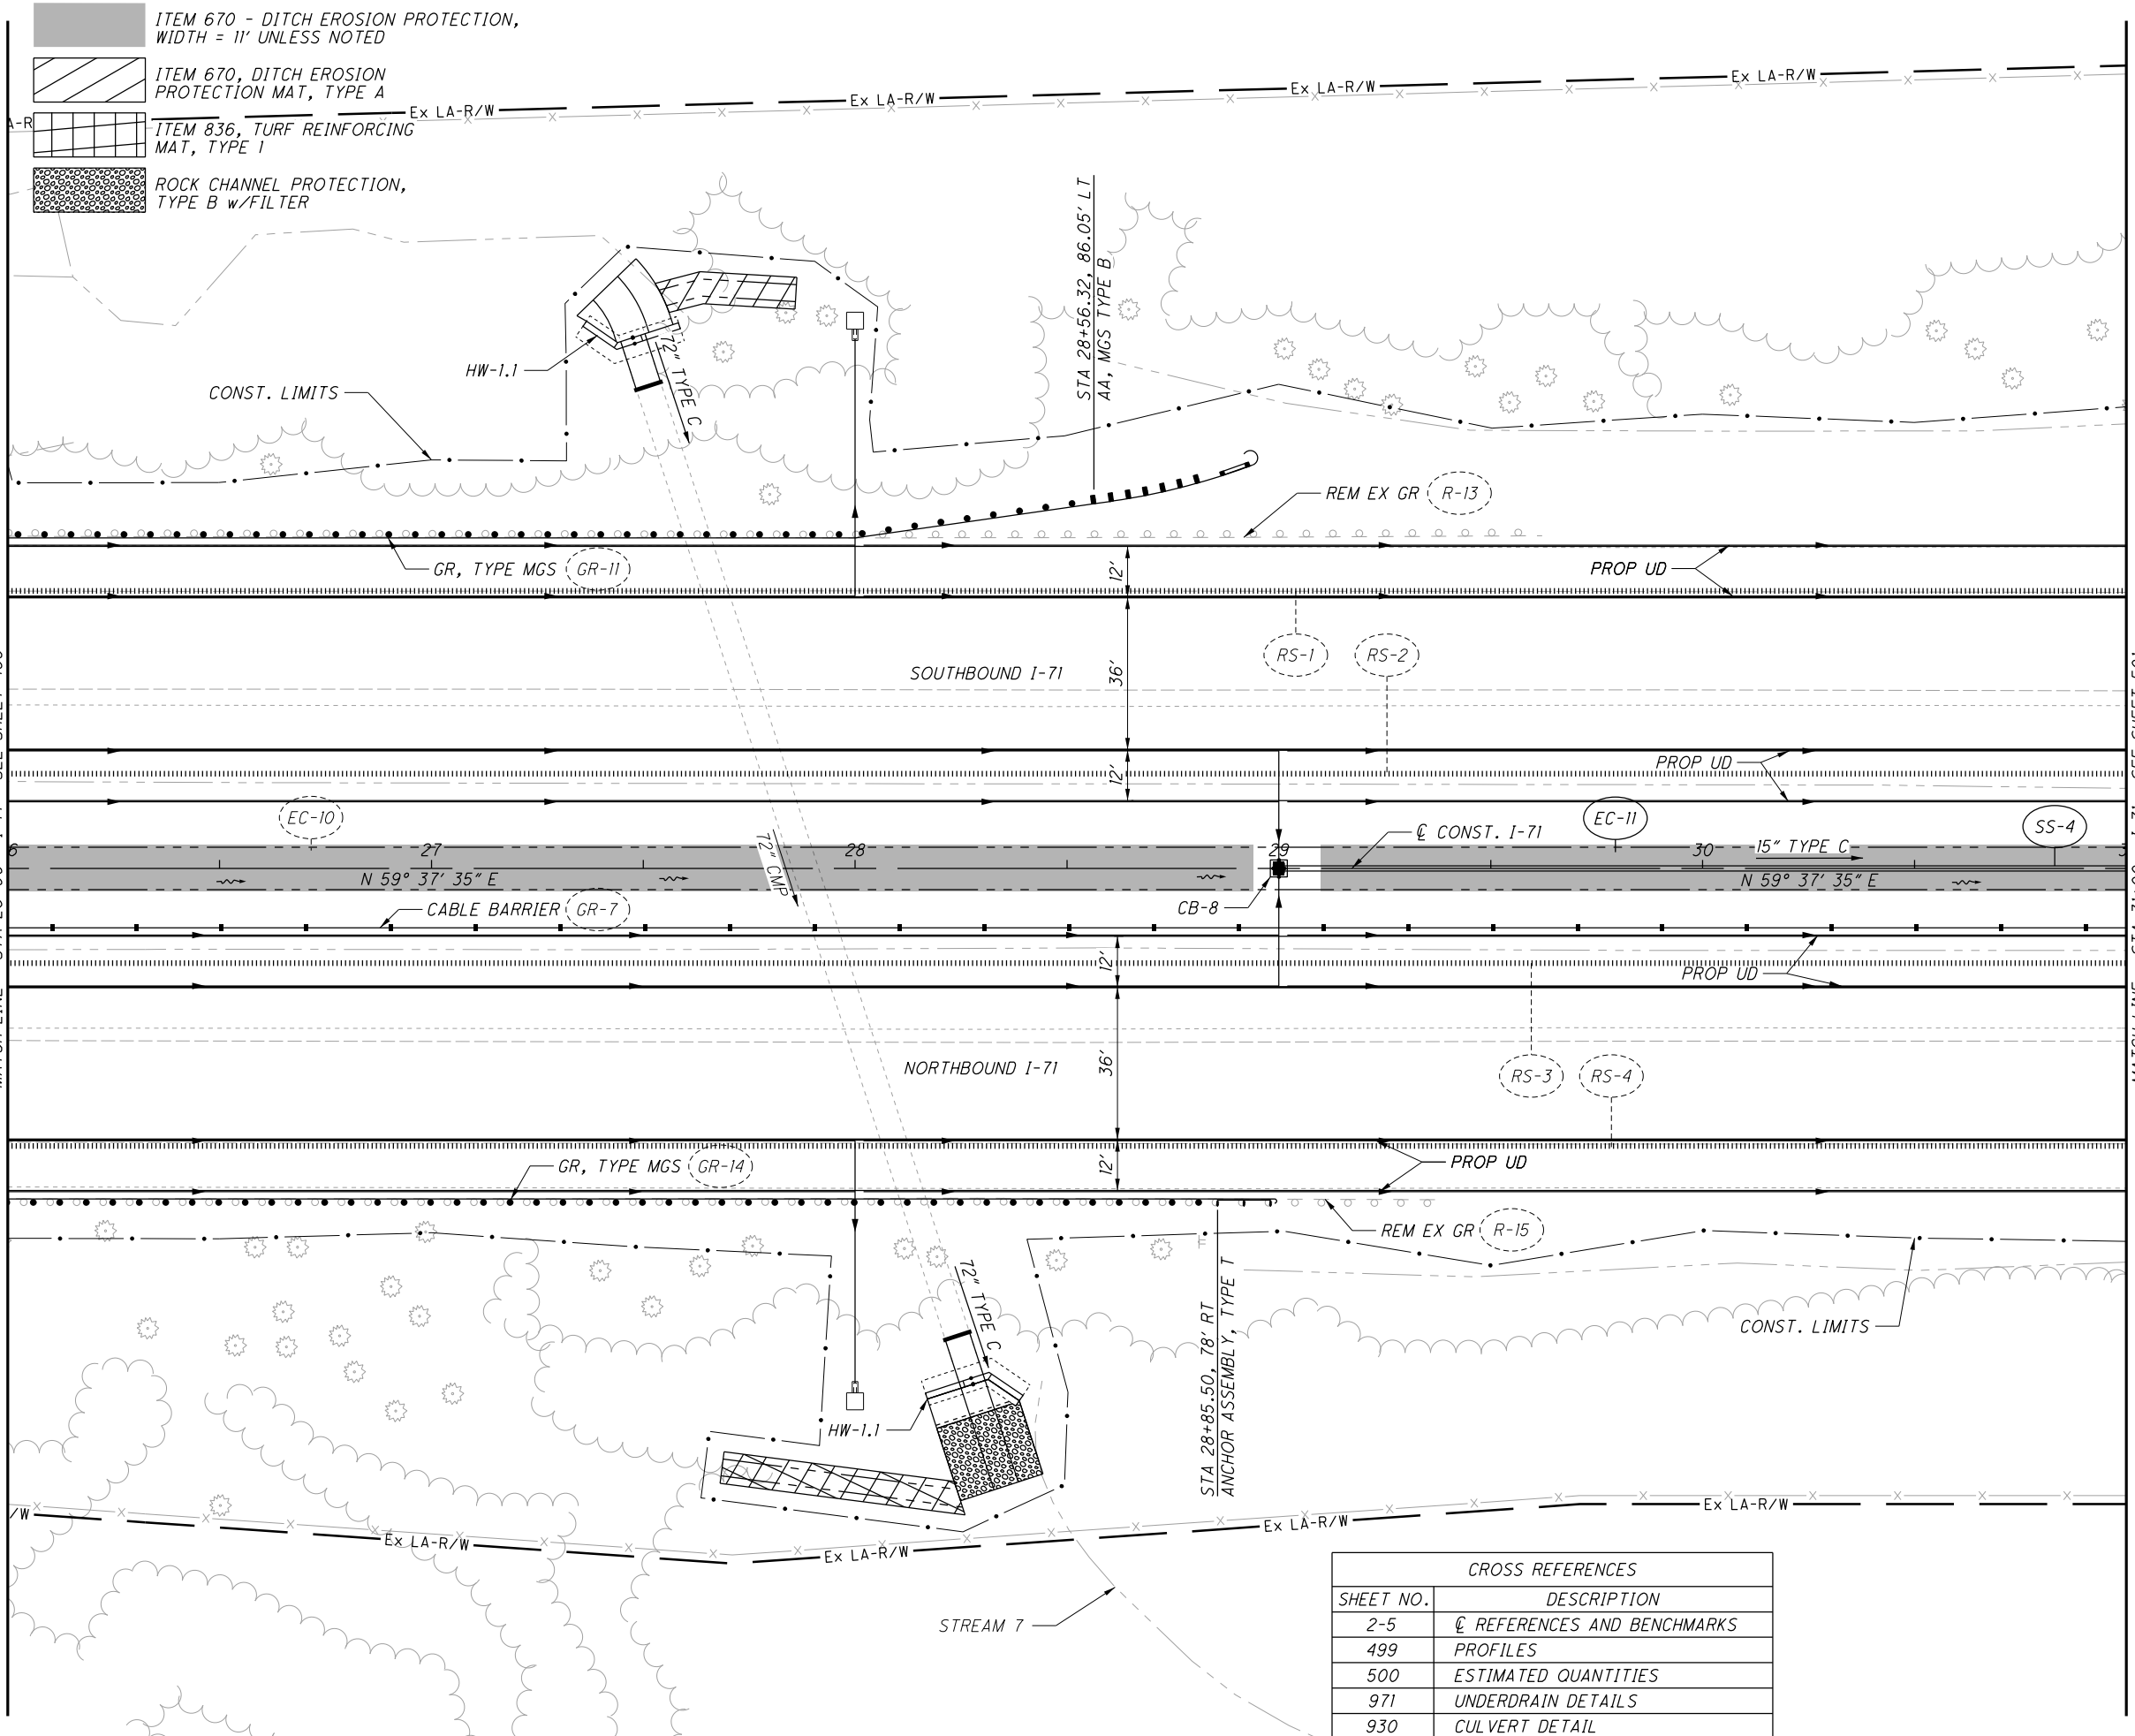 ITEM 670 - DITCH EROSION PROTECTION,
WIDTH = 11' UNLESS NOTED
ITEM 670, DITCH EROSION
PROTECTION MAT, TYPE A
ITEM 836, TURF REINFORCING
MAT, TYPE 1
ROCK CHANNEL PROTECTION,
TYPE B w/FILTER
Ex LA-R/W
Ex LA-R/W
Ex LA-R/W
Ex LA-R/W
STA 28+56.32, 86.05' LT
AA, MGS TYPE B
HW-1.1
72" TYPE C
CONST. LIMITS
REM EX GR
R-13
GR, TYPE MGS
GR-11
12'
PROP UD
RS-1
RS-2
SOUTHBOUND I-71
36'
12'
PROP UD
EC-10
EC-11
SS-4
℄ CONST. I-71
27
28
29
30
15" TYPE C
N 59° 37' 35" E
N 59° 37' 35" E
72" CMP
CABLE BARRIER
GR-7
CB-8
12'
PROP UD
NORTHBOUND I-71
36'
RS-3
RS-4
GR, TYPE MGS
GR-14
12'
PROP UD
REM EX GR
R-15
72" TYPE C
STA 28+85.50, 78' RT
ANCHOR ASSEMBLY, TYPE T
CONST. LIMITS
HW-1.1
/W
Ex LA-R/W
Ex LA-R/W
Ex LA-R/W
Ex LA-R/W
STREAM 7
CROSS REFERENCES
SHEET NO. DESCRIPTION
2-5 ℄ REFERENCES AND BENCHMARKS
499 PROFILES
500 ESTIMATED QUANTITIES
971 UNDERDRAIN DETAILS
930 CULVERT DETAIL